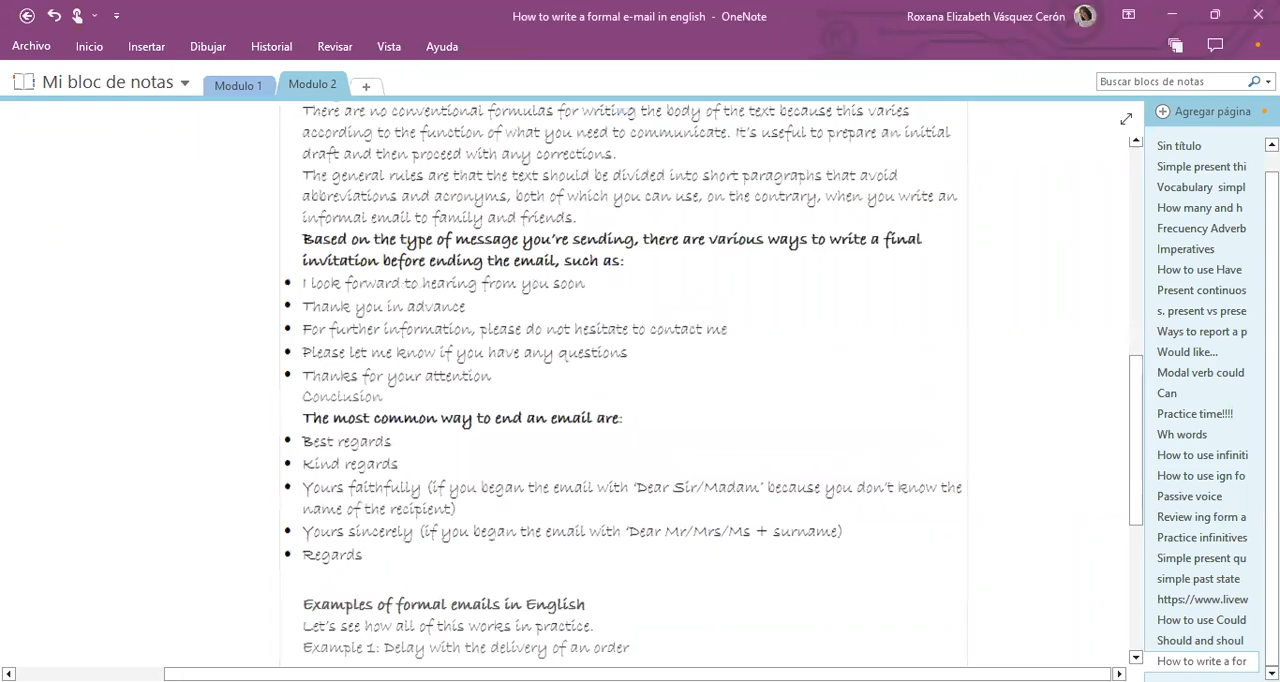 How to write a formal e-mail in english - OneNote
Roxana Elizabeth Vásquez Cerón
Archivo Inicio Insertar Dibujar Historial Revisar Vista Ayuda
Mi bloc de notas Modulo 1 Modulo 2 +
Buscar blocs de notas
There are no conventional formulas for writing the body of the text because this varies
according to the function of what you need to communicate. It's useful to prepare an initial
draft and then proceed with any corrections.
The general rules are that the text should be divided into short paragraphs that avoid
abbreviations and acronyms, both of which you can use, on the contrary, when you write an
informal email to family and friends.
Based on the type of message you're sending, there are various ways to write a final
invitation before ending the email, such as:
• I look forward to hearing from you soon
• Thank you in advance
• For further information, please do not hesitate to contact me
• Please let me know if you have any questions
• Thanks for your attention
Conclusion
The most common way to end an email are:
• Best regards
• Kind regards
• Yours faithfully (if you began the email with 'Dear Sir/Madam' because you don't know the
name of the recipient)
• Yours sincerely (if you began the email with 'Dear Mr/Mrs/Ms + surname)
• Regards
Examples of formal emails in English
Let's see how all of this works in practice.
Example 1: Delay with the delivery of an order
Agregar página
Sin título
Simple present thi
Vocabulary simpl
How many and h
Frecuency Adverb
Imperatives
How to use Have
Present continuos
s. present vs prese
Ways to report a p
Would like...
Modal verb could
Can
Practice time!!!!
Wh words
How to use infiniti
How to use ign fo
Passive voice
Review ing form a
Practice infinitives
Simple present qu
simple past state
https://www.livew
How to use Could
Should and shoul
How to write a for